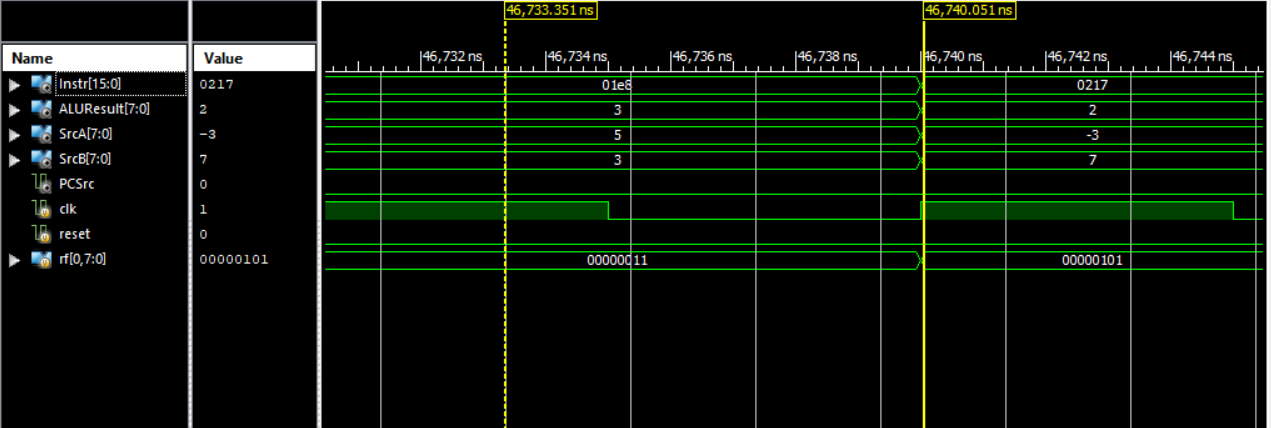 46,733.351 ns 46,740.051 ns
Name Value 46,732 ns 46,734 ns 46,736 ns 46,738 ns 46,740 ns 46,742 ns 46,744 ns
Instr[15:0] 0217 01e8 0217
ALUResult[7:0] 2 3 2
SrcA[7:0] -3 5 -3
SrcB[7:0] 7 3 7
PCSrc 0
clk 1
reset 0
rf[0,7:0] 00000101 00000011 00000101